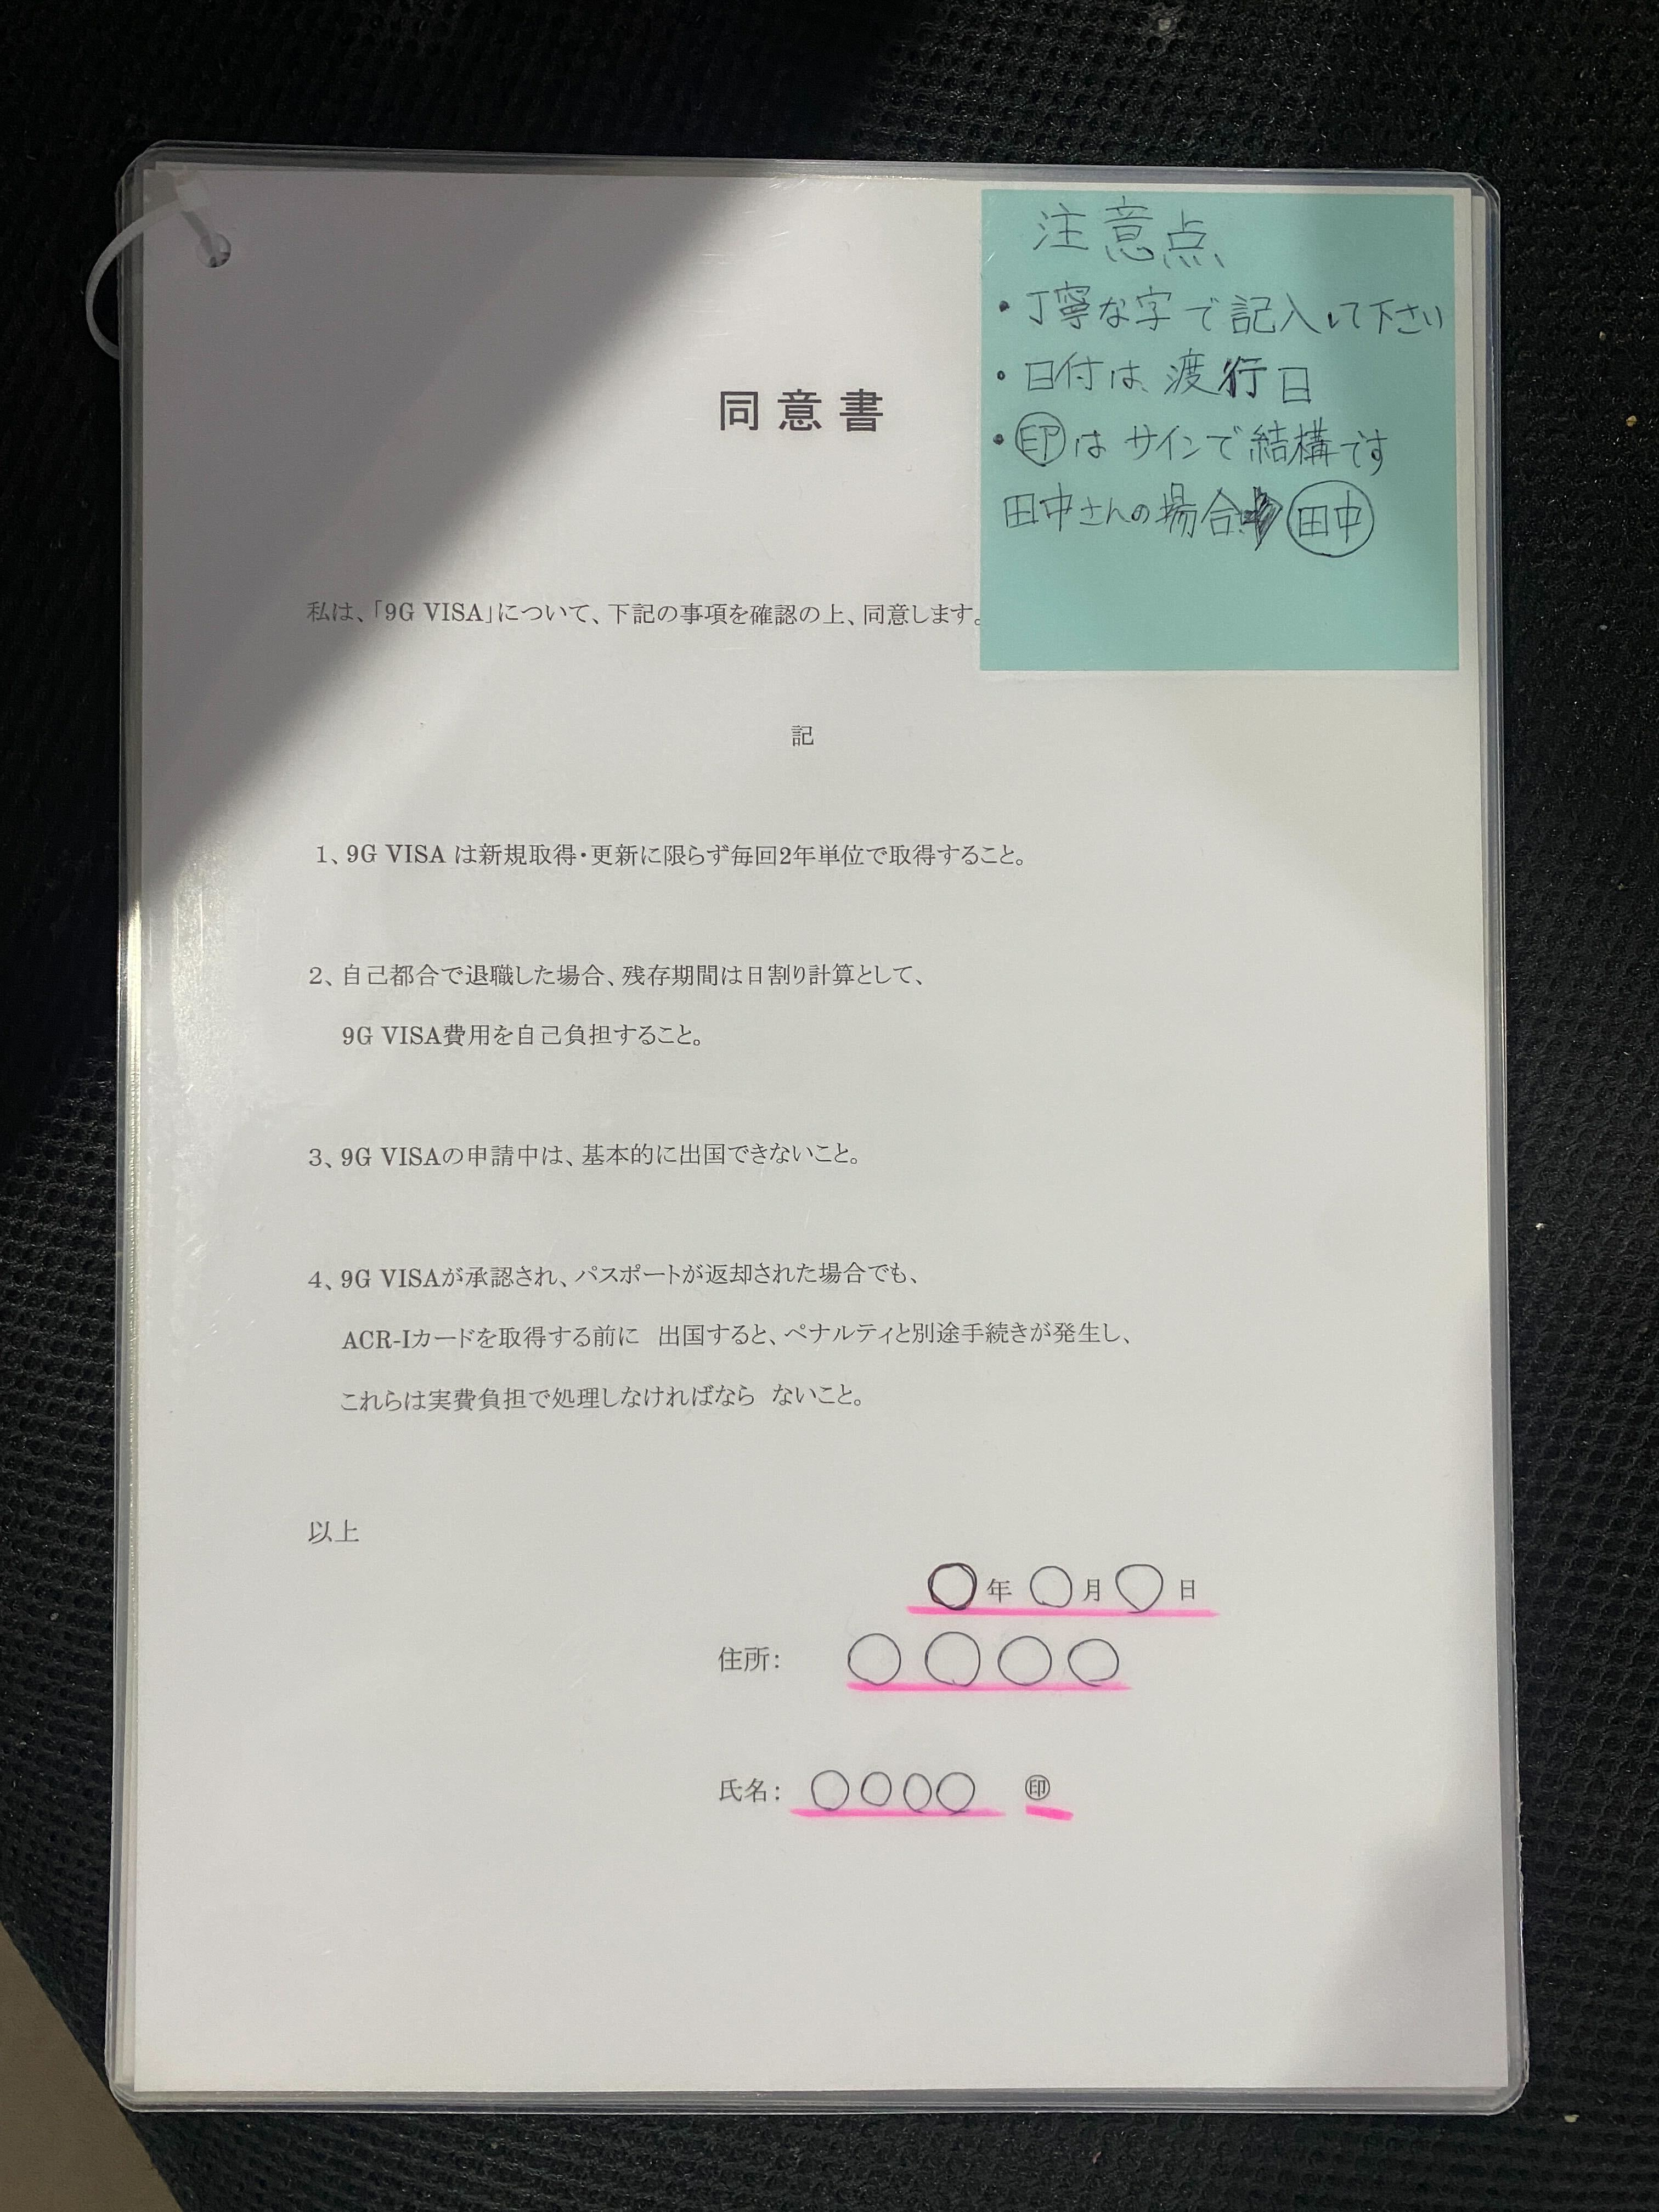 注意点
・丁寧な字で記入して下さい
・日付は、渡行日
・㊞はサインで結構です
田中さんの場合➡田中
同意書
私は、「9G VISA」について、下記の事項を確認の上、同意します。
記
1、9G VISA は新規取得・更新に限らず毎回2年単位で取得すること。
2、自己都合で退職した場合、残存期間は日割り計算として、
9G VISA費用を自己負担すること。
3、9G VISAの申請中は、基本的に出国できないこと。
4、9G VISAが承認され、パスポートが返却された場合でも、
ACR-Iカードを取得する前に 出国すると、ペナルティと別途手続きが発生し、
これらは実費負担で処理しなければなら ないこと。
以上
〇年〇月〇日
住所: 〇〇〇〇
氏名: 〇〇〇〇 ㊞